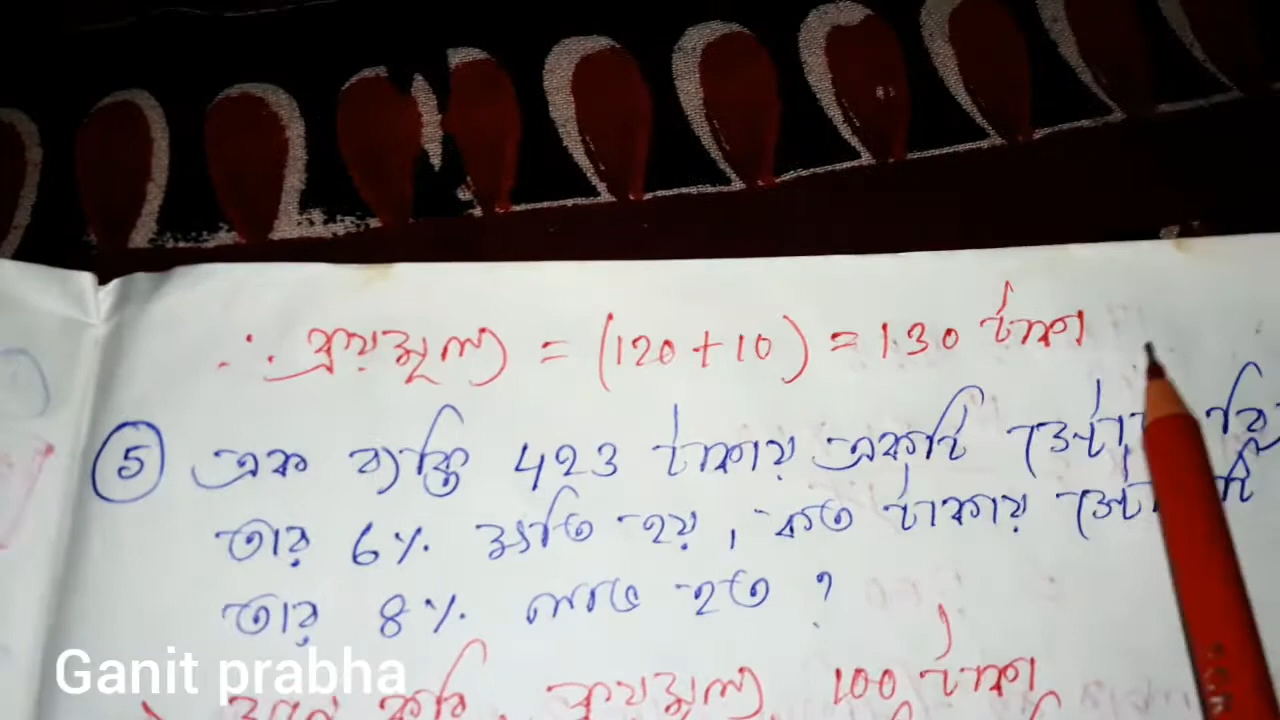 ∴ ক্রয়মূল্য = (120 + 10) = 130 টাকা
⑤ এক ব্যক্তি 423 টাকায় একটি
তার 6% ক্ষতি হয়, কত টাকায়
তার 8% লাভ হত ?
ক্রয়মূল্য 100 টাকা
Ganit prabha